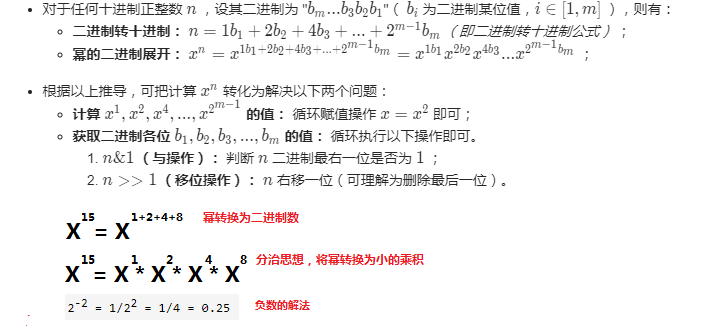 • 对于任何十进制正整数 n ，设其二进制为 "b_m...b_3b_2b_1"（ b_i 为二进制某位值，i ∈ [1, m] ），则有：
◦ 二进制转十进制： n = 1b_1 + 2b_2 + 4b_3 + ... + 2^{m−1}b_m （即二进制转十进制公式） ；
◦ 幂的二进制展开： x^n = x^{1b_1+2b_2+4b_3+...+2^{m−1}b_m} = x^{1b_1}x^{2b_2}x^{4b_3}...x^{2^{m−1}b_m} ；
• 根据以上推导，可把计算 x^n 转化为解决以下两个问题：
◦ 计算 x^1, x^2, x^4, ..., x^{2^{m−1}} 的值： 循环赋值操作 x = x^2 即可；
◦ 获取二进制各位 b_1, b_2, b_3, ..., b_m 的值： 循环执行以下操作即可。
1. n&1 （与操作）： 判断 n 二进制最右一位是否为 1 ；
2. n >> 1 （移位操作）： n 右移一位（可理解为删除最后一位）。
X^15 = X^{1+2+4+8} 幂转换为二进制数
X^15 = X^1 * X^2 * X^4 * X^8 分治思想，将幂转换为小的乘积
2^-2 = 1/2^2 = 1/4 = 0.25 负数的解法